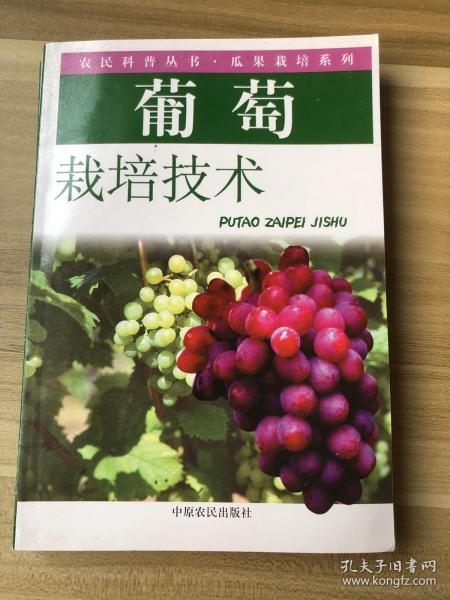 农民科普丛书·瓜果栽培系列
葡萄
栽培技术
PUTAO ZAIPEI JISHU
中原农民出版社
孔夫子旧书网
www.kongfz.com